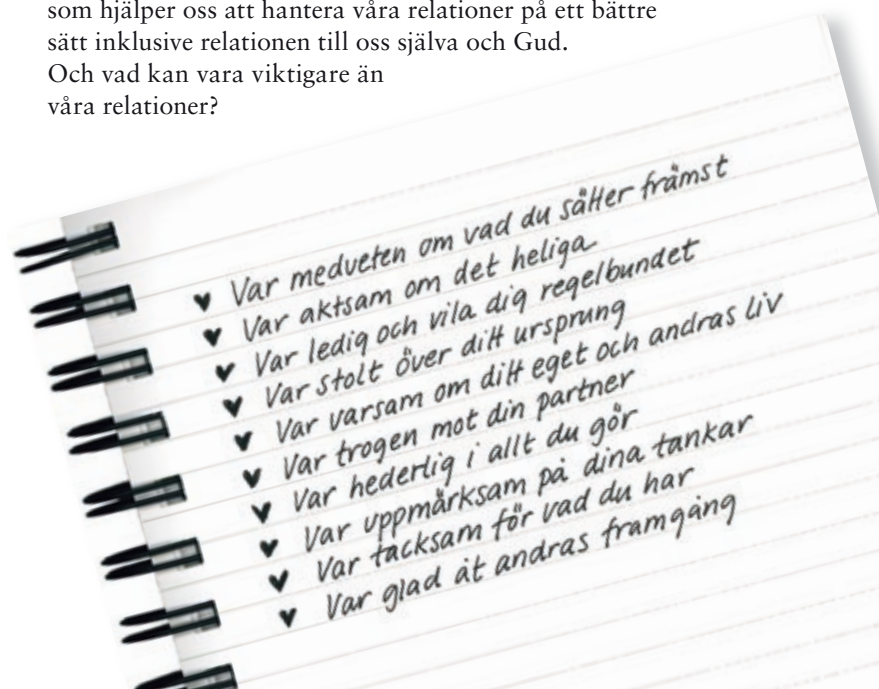 som hjälper oss att hantera våra relationer på ett bättre
sätt inklusive relationen till oss själva och Gud.
Och vad kan vara viktigare än
våra relationer?
♥ Var medveten om vad du sätter främst
♥ Var aktsam om det heliga
♥ Var ledig och vila dig regelbundet
♥ Var stolt över ditt ursprung
♥ Var varsam om ditt eget och andras liv
♥ Var trogen mot din partner
♥ Var hederlig i allt du gör
♥ Var uppmärksam på dina tankar
♥ Var tacksam för vad du har
♥ Var glad åt andras framgång